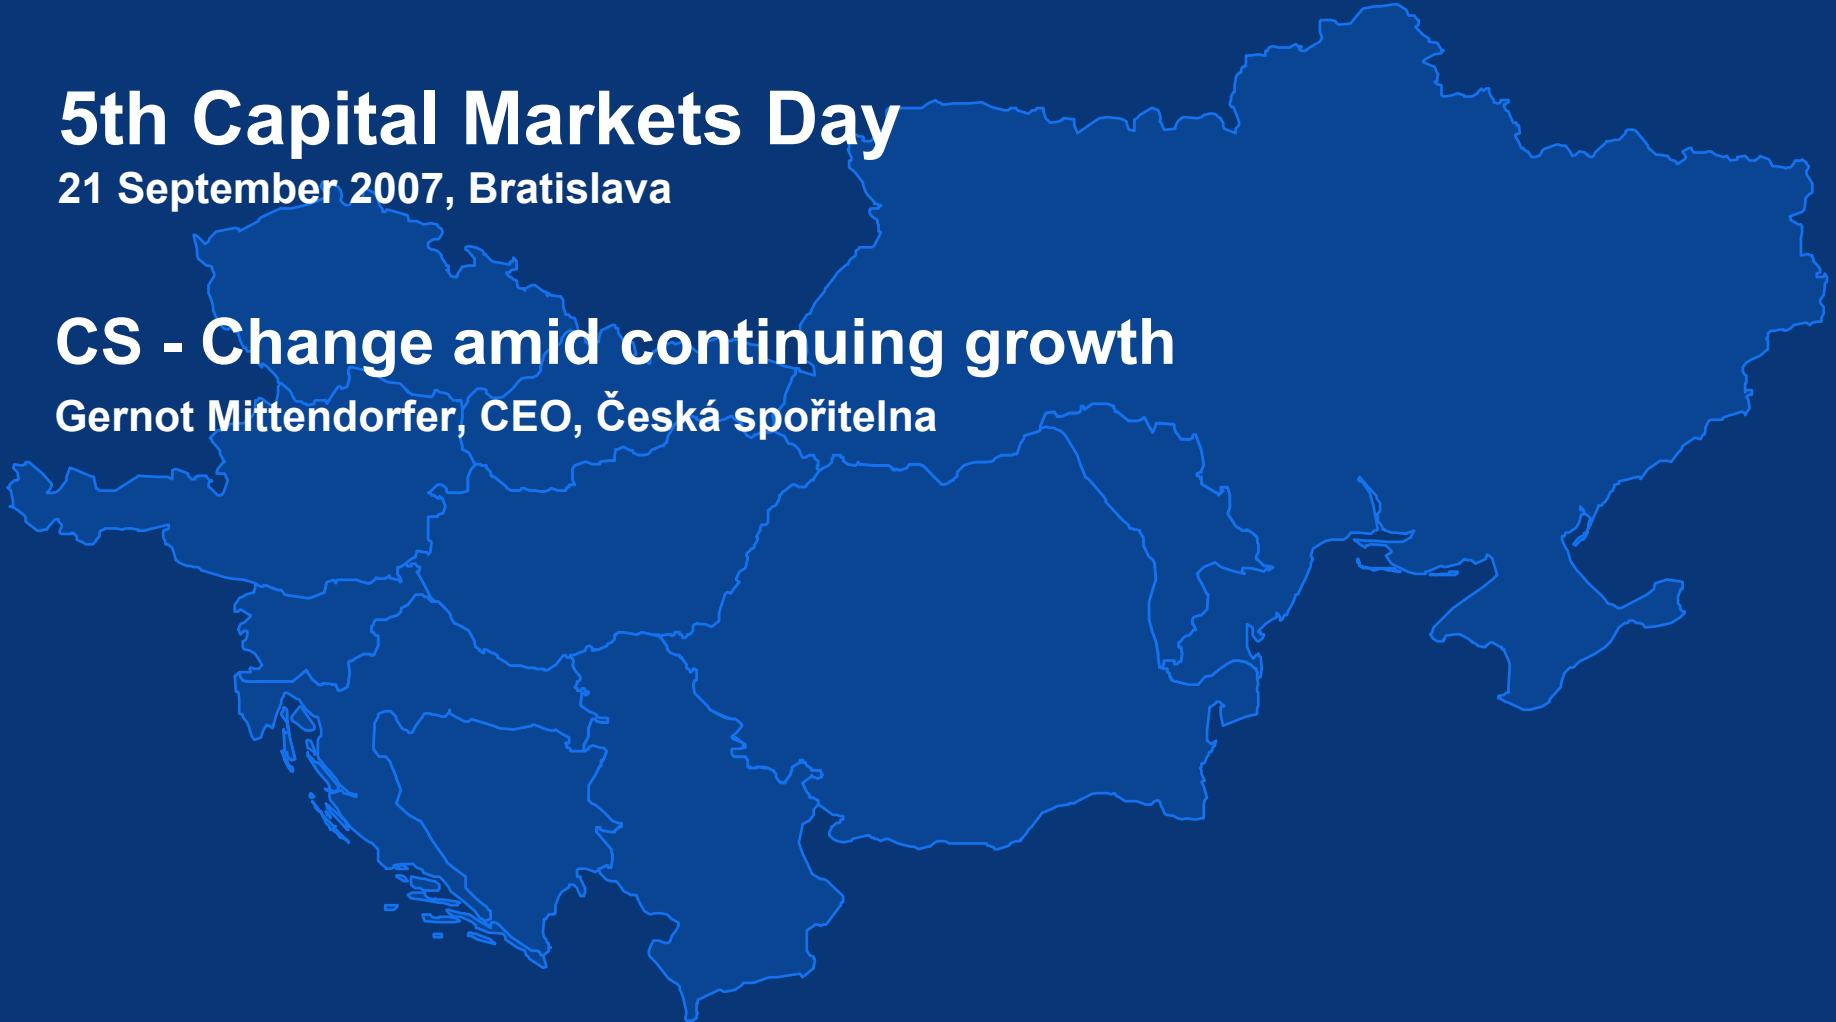 5th Capital Markets Day
21 September 2007, Bratislava
CS - Change amid continuing growth
Gernot Mittendorfer, CEO, Česká spořitelna